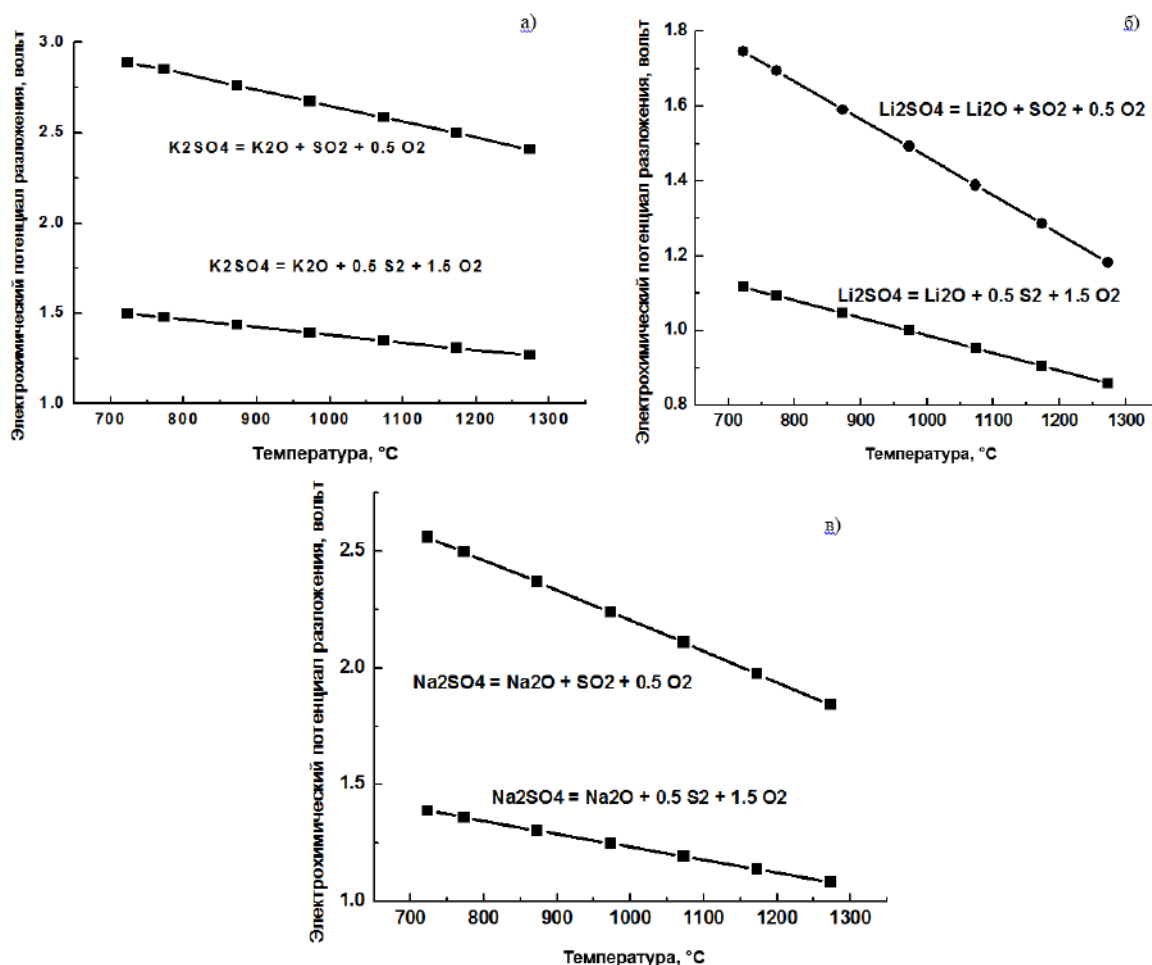 а)
Электрохимический потенциал разложения, вольт
3.0
2.5
2.0
1.5
1.0
K2SO4 = K2O + SO2 + 0.5 O2
K2SO4 = K2O + 0.5 S2 + 1.5 O2
700 800 900 1000 1100 1200 1300
Температура, °C
б)
Электрохимический потенциал разложения, вольт
1.8
1.6
1.4
1.2
1.0
0.8
Li2SO4 = Li2O + SO2 + 0.5 O2
Li2SO4 = Li2O + 0.5 S2 + 1.5 O2
700 800 900 1000 1100 1200 1300
Температура, °C
в)
Электрохимический потенциал разложения, вольт
2.5
2.0
1.5
1.0
Na2SO4 = Na2O + SO2 + 0.5 O2
Na2SO4 = Na2O + 0.5 S2 + 1.5 O2
700 800 900 1000 1100 1200 1300
Температура, °C